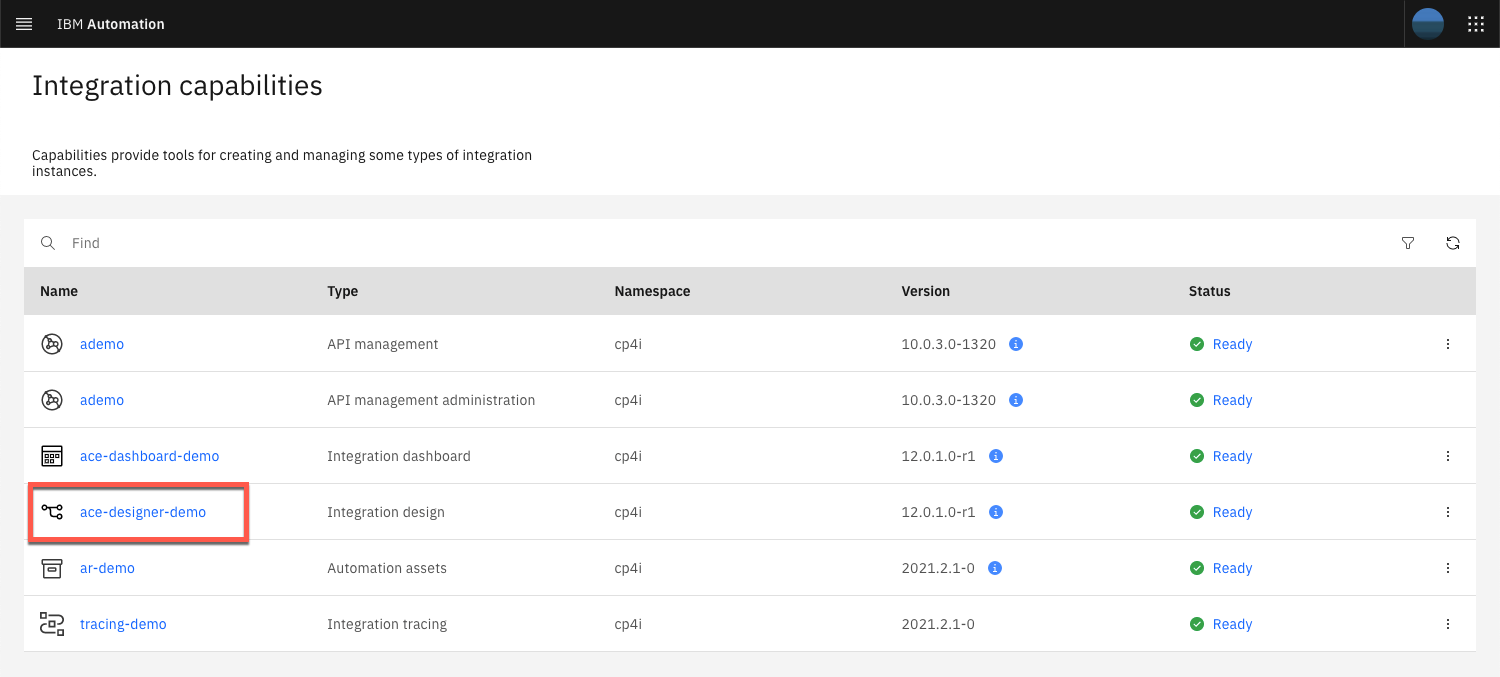 IBM Automation
Integration capabilities
Capabilities provide tools for creating and managing some types of integration
instances.
Find
Name Type Namespace Version Status
ademo API management cp4i 10.0.3.0-1320 Ready
ademo API management administration cp4i 10.0.3.0-1320 Ready
ace-dashboard-demo Integration dashboard cp4i 12.0.1.0-r1 Ready
ace-designer-demo Integration design cp4i 12.0.1.0-r1 Ready
ar-demo Automation assets cp4i 2021.2.1-0 Ready
tracing-demo Integration tracing cp4i 2021.2.1-0 Ready